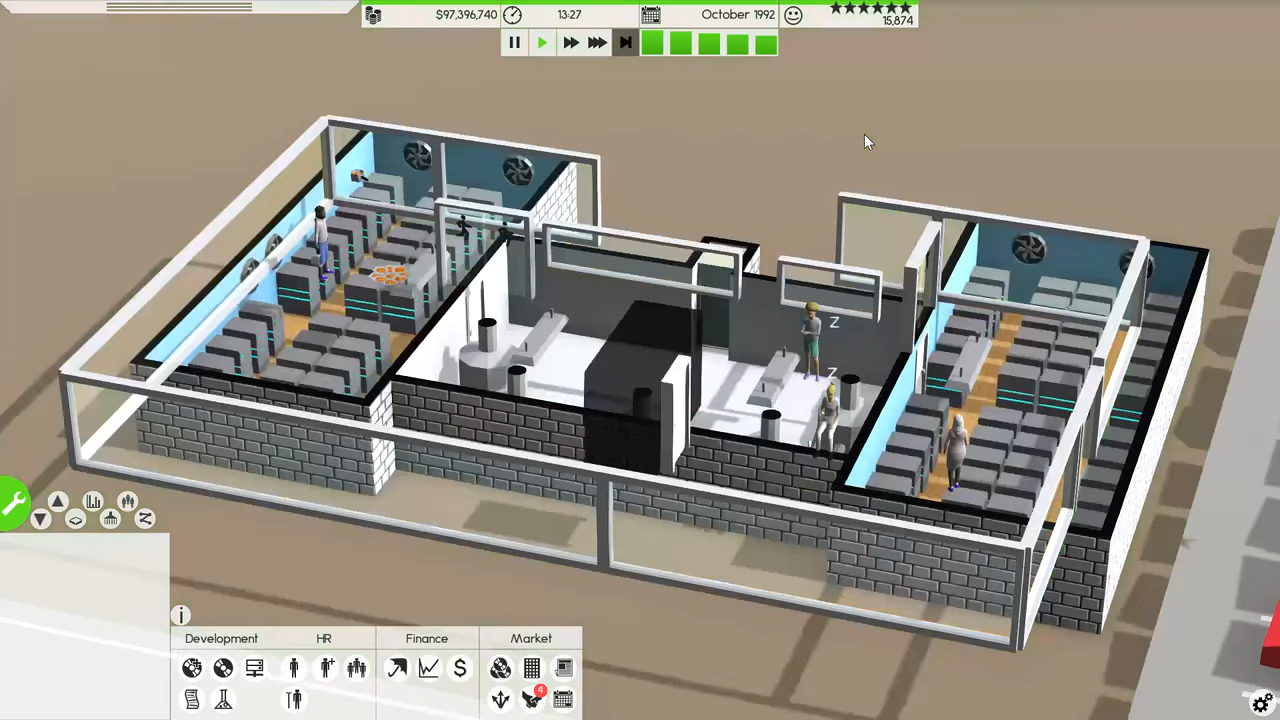 $97,396,740
13:27
October 1992
15,874
Z
Z
i
Development
HR
Finance
Market
$
4